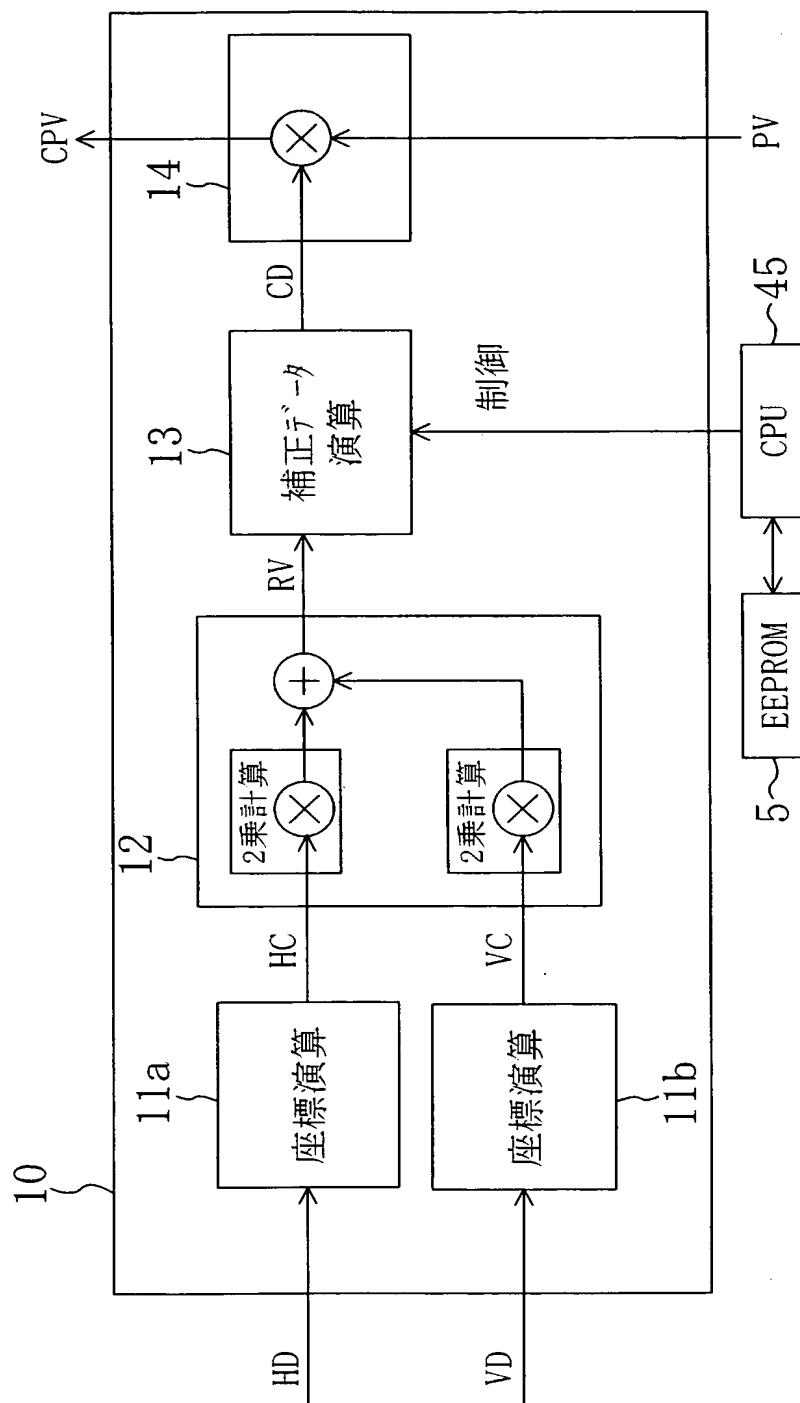 10
HD
11a
座標演算
HC
12
2乗計算
RV
13
補正データ
演算
CD
14
CPV
VD
座標演算
11b
VC
2乗計算
制御
PV
5
EEPROM
CPU
45